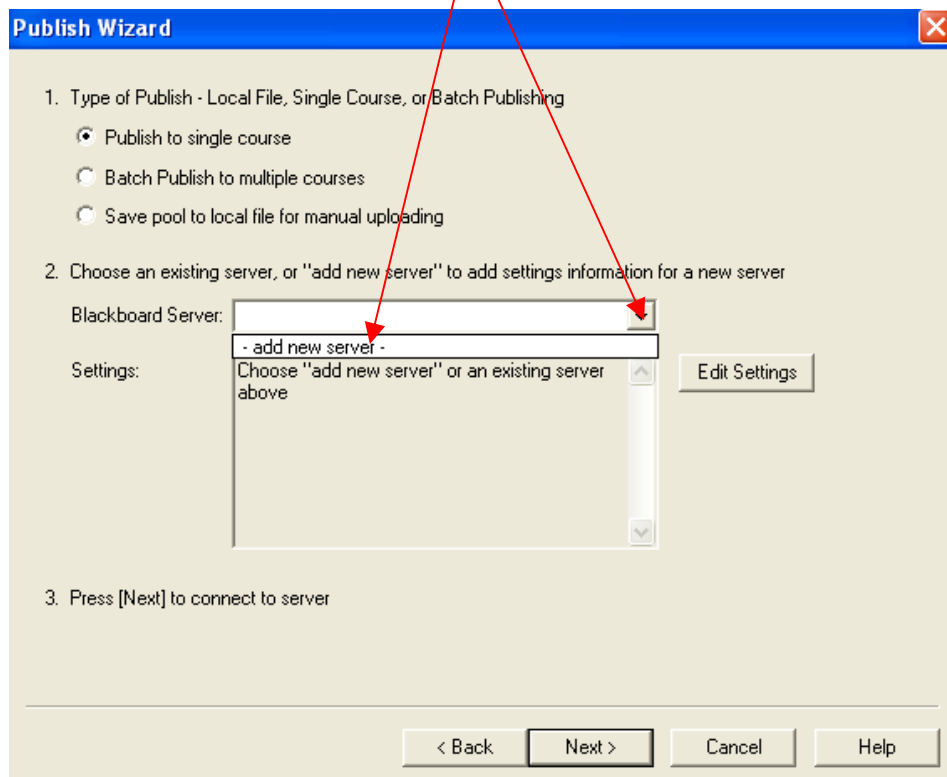 Publish Wizard
1. Type of Publish - Local File, Single Course, or Batch Publishing
Publish to single course
Batch Publish to multiple courses
Save pool to local file for manual uploading
2. Choose an existing server, or "add new server" to add settings information for a new server
Blackboard Server:
- add new server -
Settings:
Choose "add new server" or an existing server
above
Edit Settings
3. Press [Next] to connect to server
< Back
Next >
Cancel
Help